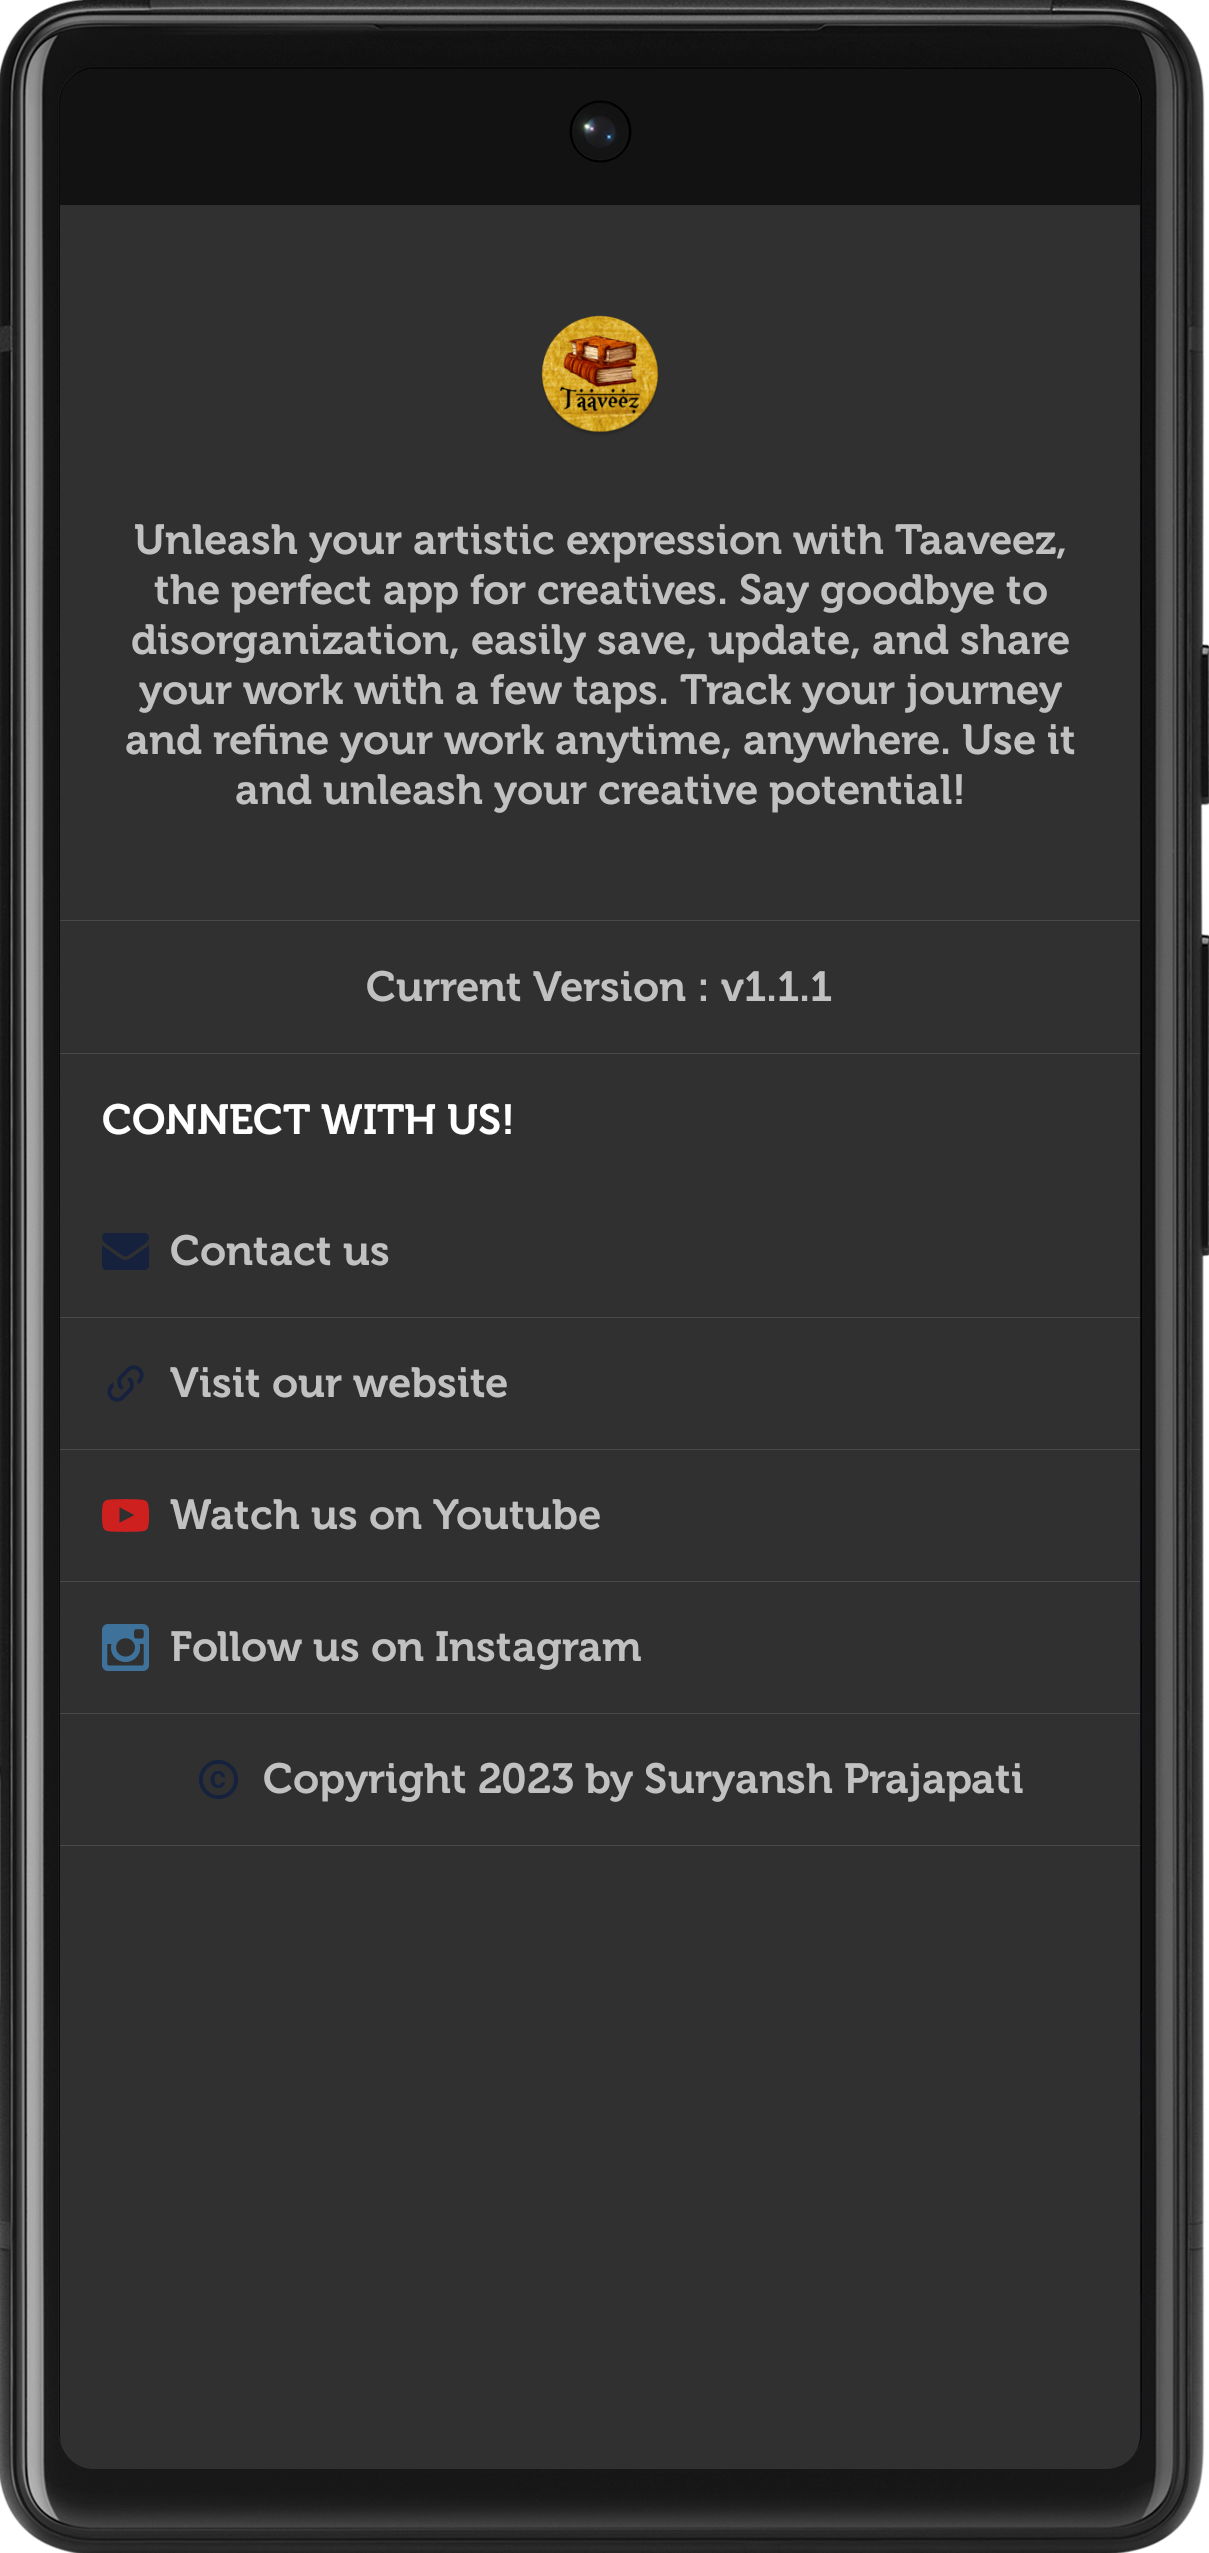 Taaveez
Unleash your artistic expression with Taaveez,
the perfect app for creatives. Say goodbye to
disorganization, easily save, update, and share
your work with a few taps. Track your journey
and refine your work anytime, anywhere. Use it
and unleash your creative potential!
Current Version : v1.1.1
CONNECT WITH US!
Contact us
Visit our website
Watch us on Youtube
Follow us on Instagram
© Copyright 2023 by Suryansh Prajapati